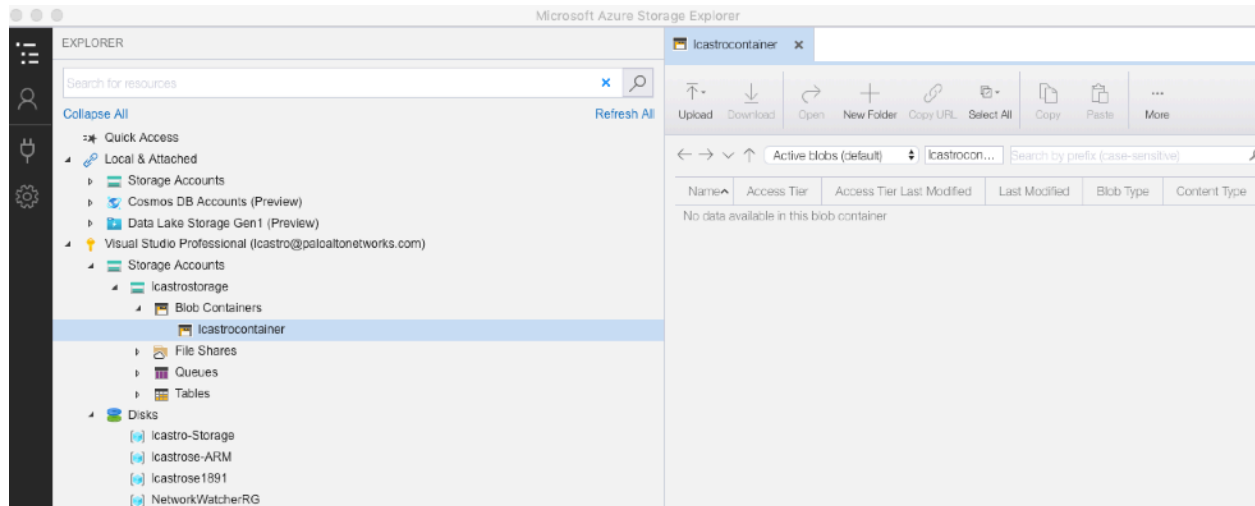 Microsoft Azure Storage Explorer
EXPLORER
Search for resources
Collapse All
Refresh All
Quick Access
Local & Attached
Storage Accounts
Cosmos DB Accounts (Preview)
Data Lake Storage Gen1 (Preview)
Visual Studio Professional (lcastro@paloaltonetworks.com)
Storage Accounts
lcastrostorage
Blob Containers
lcastrocontainer
File Shares
Queues
Tables
Disks
lcastro-Storage
lcastrose-ARM
lcastrose1891
NetworkWatcherRG
lcastrocontainer
Upload Download Open New Folder Copy URL Select All Copy Paste More
Active blobs (default) lcastrocon... Search by prefix (case-sensitive)
Name Access Tier Access Tier Last Modified Last Modified Blob Type Content Type
No data available in this blob container